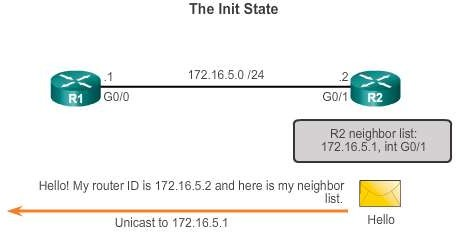 The Init State
172.16.5.0 /24
.1
.2
R1
G0/0
G0/1
R2
R2 neighbor list:
172.16.5.1, int G0/1
Hello! My router ID is 172.16.5.2 and here is my neighbor
list.
Unicast to 172.16.5.1
Hello